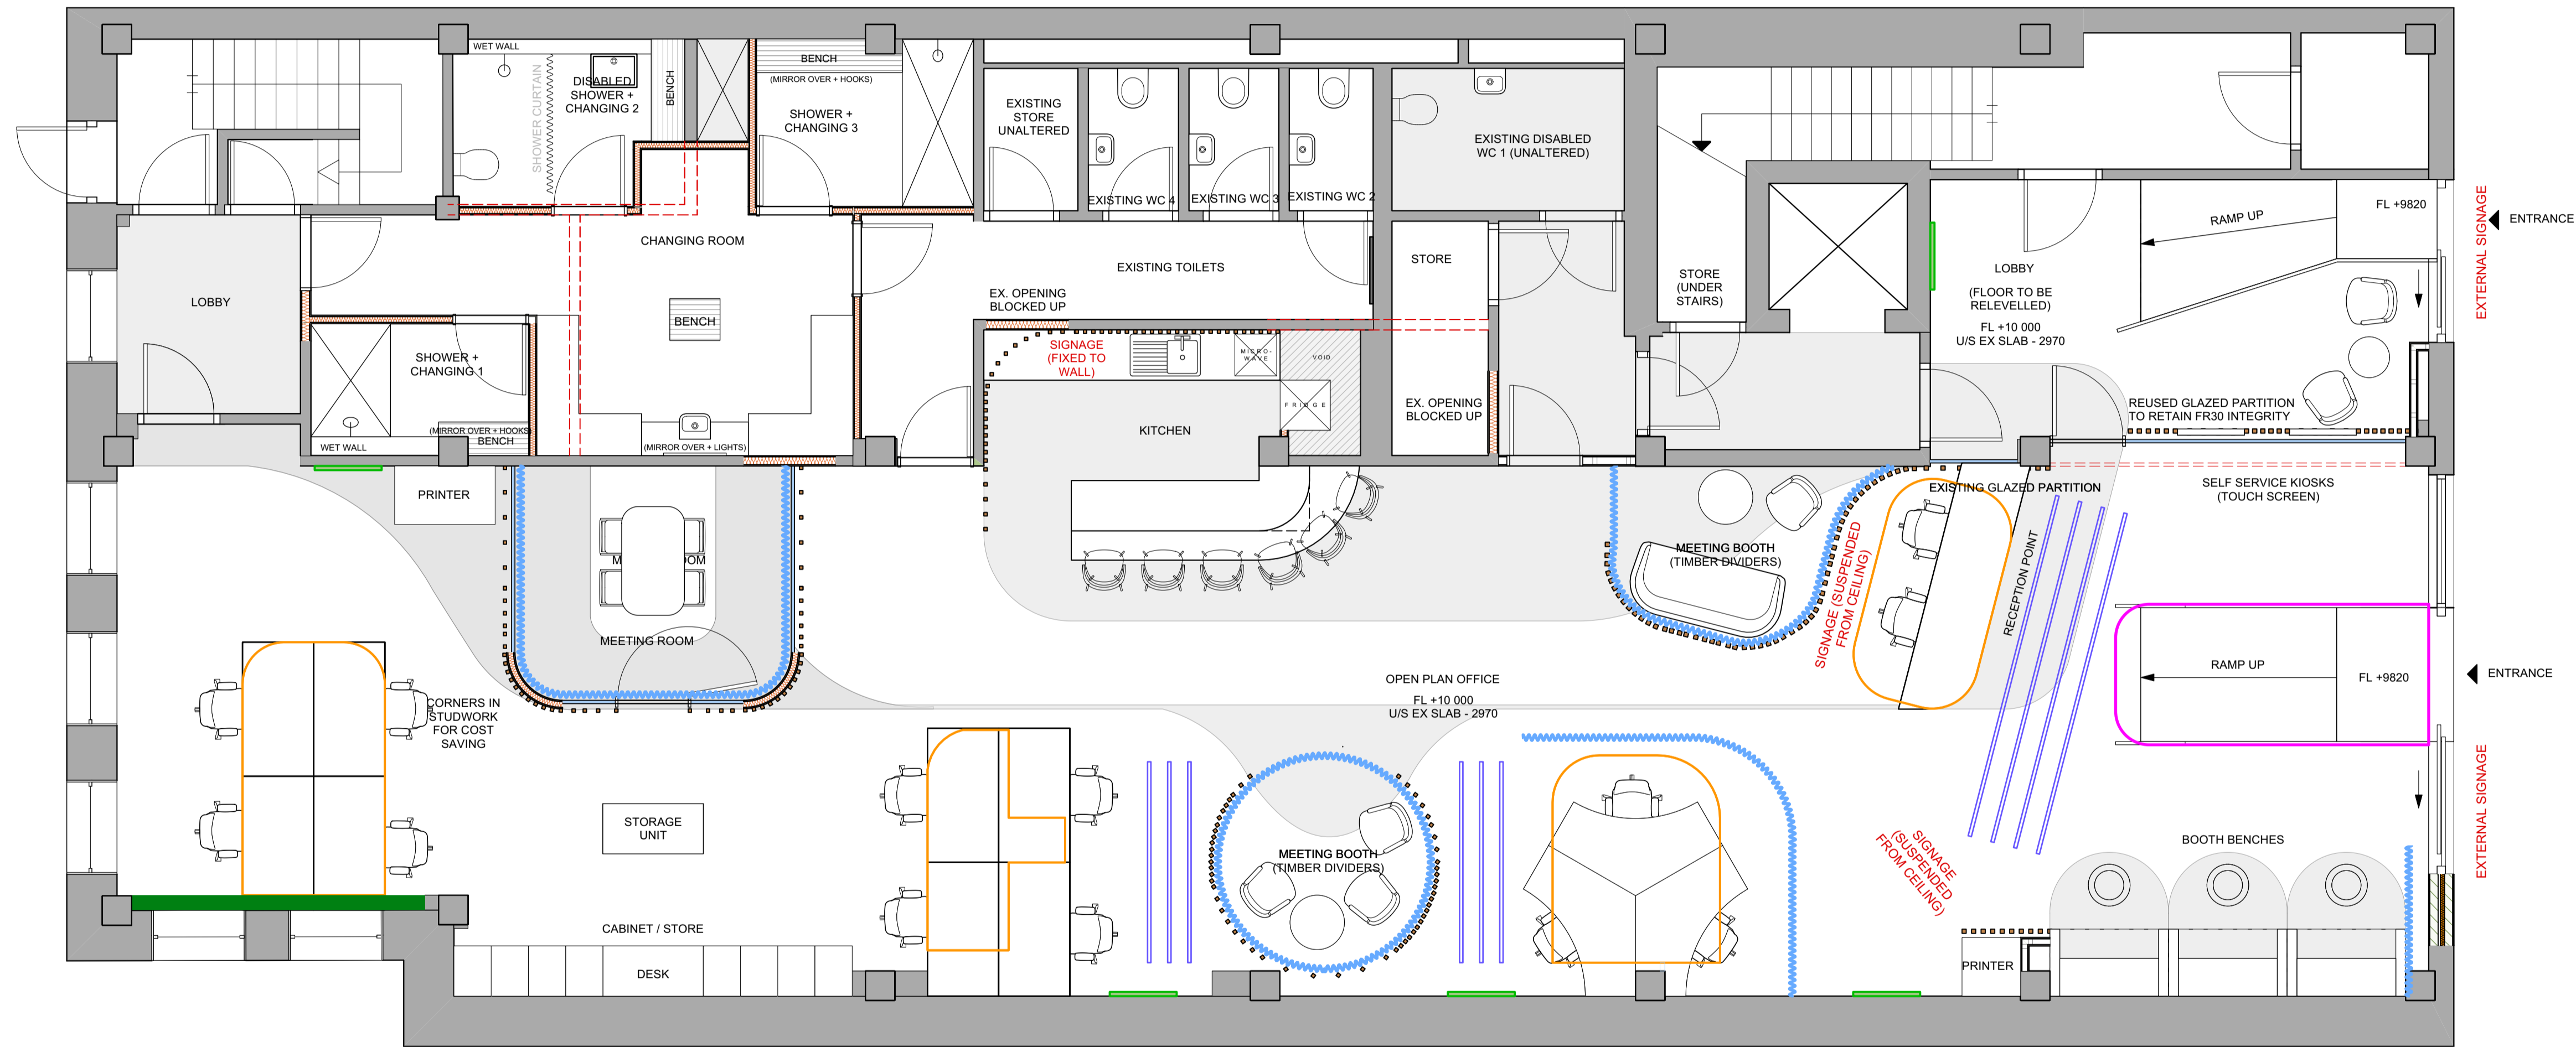 WET WALL
SHOWER CURTAIN
DISABLED
SHOWER +
CHANGING 2
BENCH
BENCH
(MIRROR OVER + HOOKS)
SHOWER +
CHANGING 3
EXISTING
STORE
UNALTERED
EXISTING WC 4
EXISTING WC 3
EXISTING WC 2
EXISTING DISABLED
WC 1 (UNALTERED)
RAMP UP
FL +9820
EXTERNAL SIGNAGE
ENTRANCE
LOBBY
CHANGING ROOM
BENCH
EXISTING TOILETS
EX. OPENING
BLOCKED UP
STORE
STORE
(UNDER
STAIRS)
LOBBY
(FLOOR TO BE
RELEVELLED)
FL +10 000
U/S EX SLAB - 2970
SHOWER +
CHANGING 1
(MIRROR OVER + HOOKS)
BENCH
WET WALL
(MIRROR OVER + LIGHTS)
SIGNAGE
(FIXED TO
WALL)
MICRO-
WAVE
VOID
FRIDGE
KITCHEN
EX. OPENING
BLOCKED UP
REUSED GLAZED PARTITION
TO RETAIN FR30 INTEGRITY
PRINTER
MEETING ROOM
EXISTING GLAZED PARTITION
SELF SERVICE KIOSKS
(TOUCH SCREEN)
MEETING BOOTH
(TIMBER DIVIDERS)
SIGNAGE (SUSPENDED
FROM CEILING)
RECEPTION POINT
RAMP UP
FL +9820
ENTRANCE
OPEN PLAN OFFICE
FL +10 000
U/S EX SLAB - 2970
CORNERS IN
STUDWORK
FOR COST
SAVING
STORAGE
UNIT
MEETING BOOTH
(TIMBER DIVIDERS)
SIGNAGE
(SUSPENDED
FROM CEILING)
BOOTH BENCHES
EXTERNAL SIGNAGE
CABINET / STORE
DESK
PRINTER